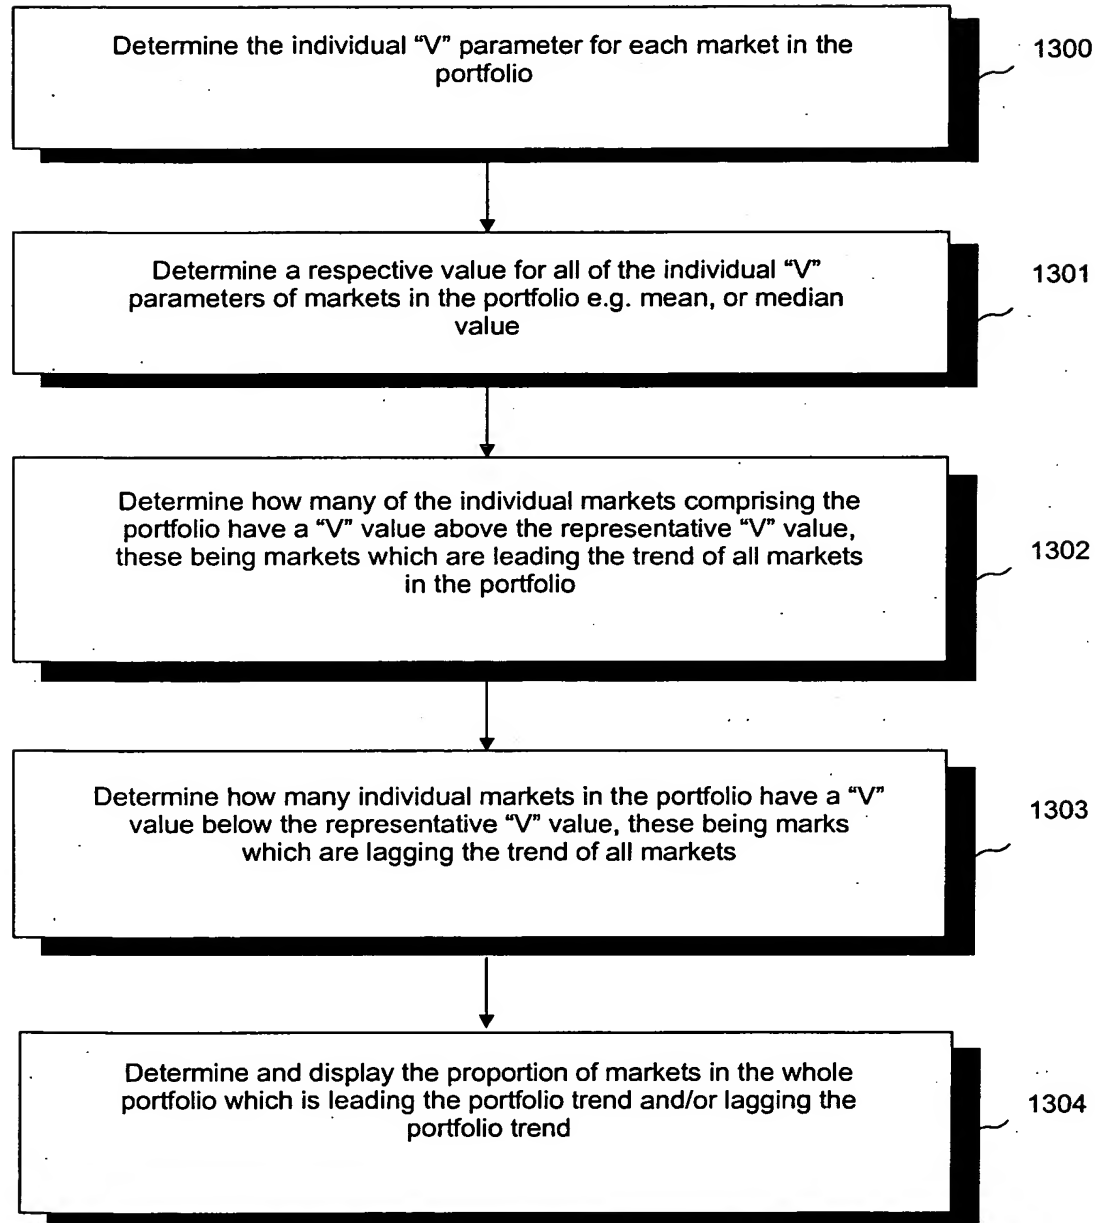 Determine the individual “V” parameter for each market in the
portfolio
1300
Determine a respective value for all of the individual “V”
parameters of markets in the portfolio e.g. mean, or median
value
1301
Determine how many of the individual markets comprising the
portfolio have a “V” value above the representative “V” value,
these being markets which are leading the trend of all markets
in the portfolio
1302
Determine how many individual markets in the portfolio have a “V”
value below the representative “V” value, these being marks
which are lagging the trend of all markets
1303
Determine and display the proportion of markets in the whole
portfolio which is leading the portfolio trend and/or lagging the
portfolio trend
1304